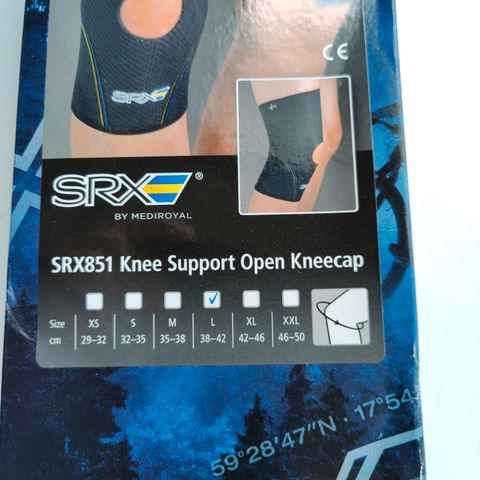 SRX
CE
SRX®
BY MEDIROYAL
SRX851 Knee Support Open Kneecap
Size XS S M L XL XXL
cm 29–32 32–35 35–38 38–42 42–46 46–50
59°28'47"N · 17°54